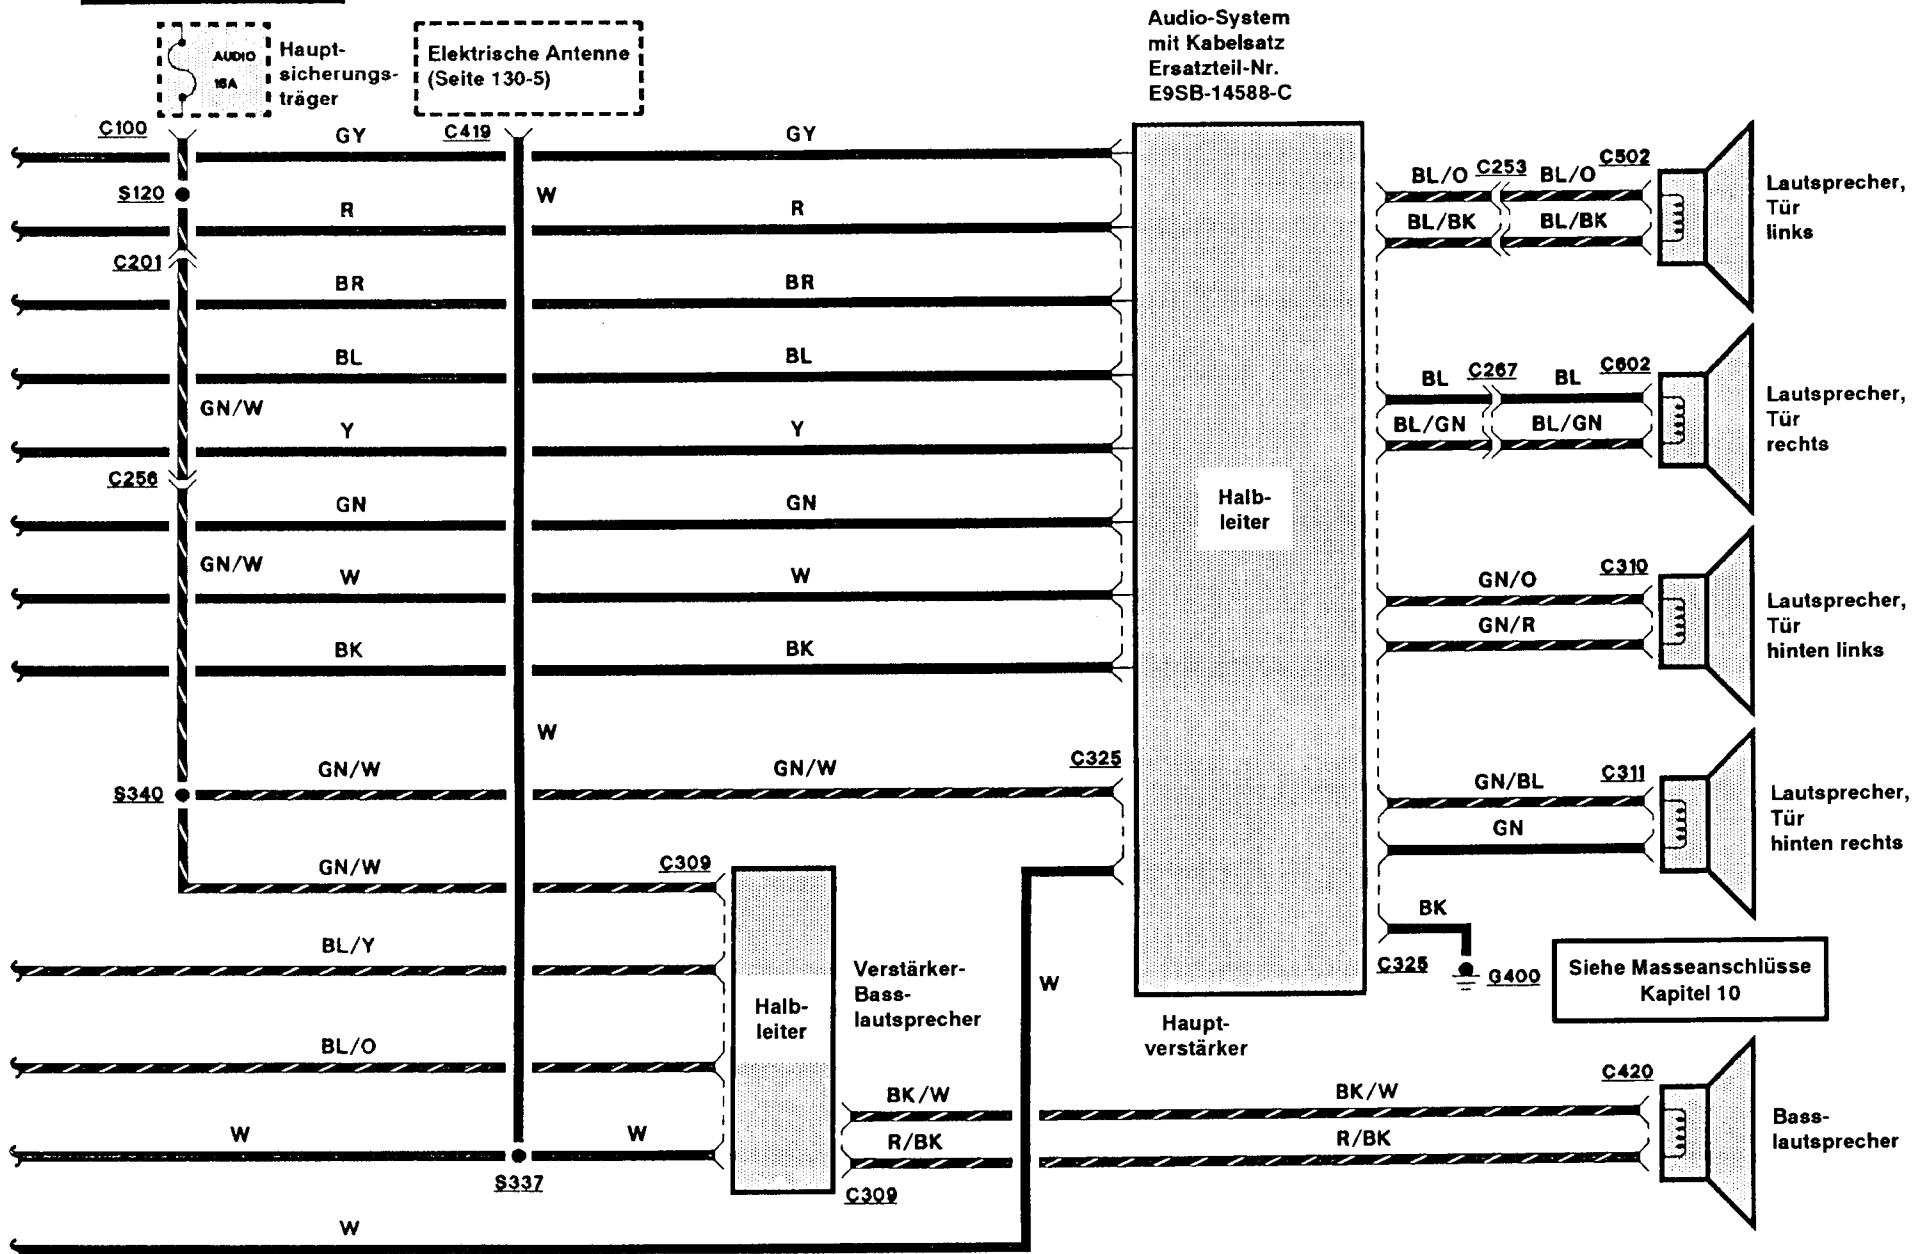 AUDIO
15A
Haupt-
sicherungs-
träger
Elektrische Antenne
(Seite 130-5)
Audio-System
mit Kabelsatz
Ersatzteil-Nr.
E9SB-14588-C
C100
GY
C419
GY
S120
W
R
R
C201
BR
BR
BL
BL
GN/W
Y
Y
C256
GN
GN
GN/W
W
W
BK
BK
W
GN/W
GN/W
C325
S340
GN/W
C309
BL/Y
BL/O
W
W
S337
W
Halb-
leiter
Verstärker-
Bass-
lautsprecher
C309
W
Halb-
leiter
Haupt-
verstärker
BL/O
C253
BL/O
C502
BL/BK
BL/BK
Lautsprecher,
Tür
links
BL
C267
BL
C602
BL/GN
BL/GN
Lautsprecher,
Tür
rechts
GN/O
C310
GN/R
Lautsprecher,
Tür
hinten links
GN/BL
C311
GN
Lautsprecher,
Tür
hinten rechts
BK
C325
G400
Siehe Masseanschlüsse
Kapitel 10
BK/W
BK/W
C420
R/BK
R/BK
Bass-
lautsprecher